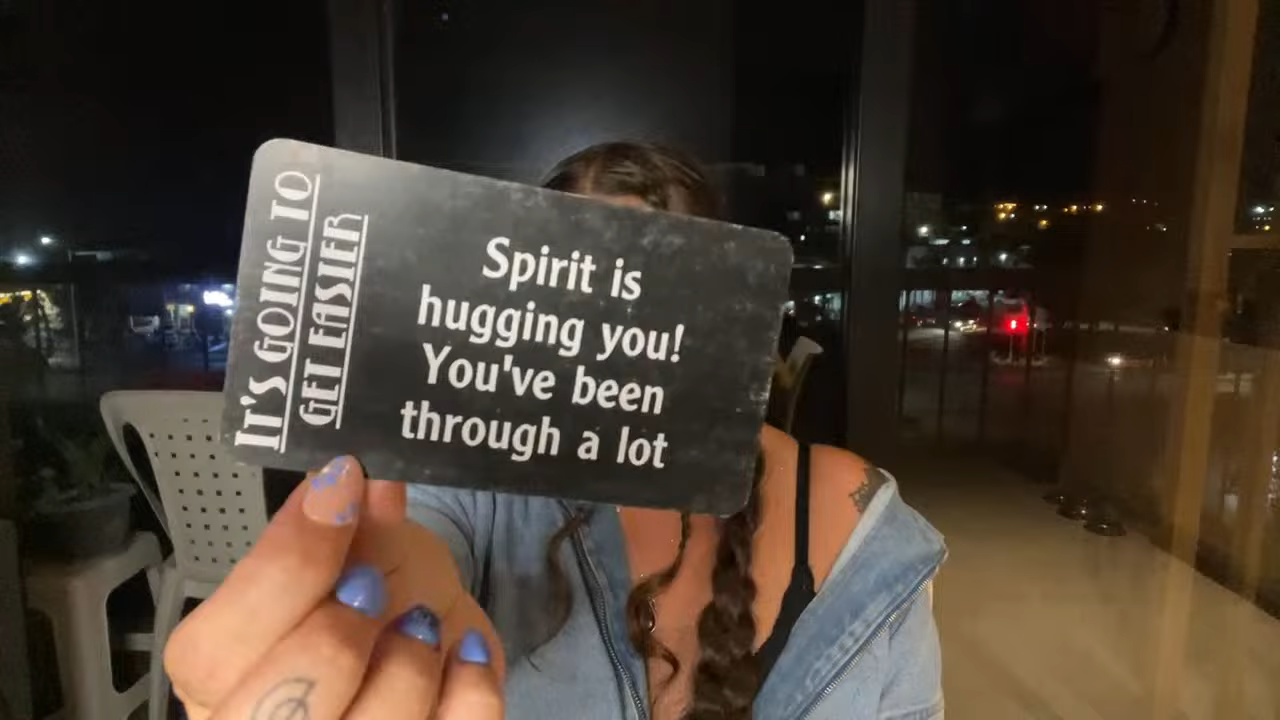 IT'S GOING TO
GET EASIER
Spirit is
hugging you!
You've been
through a lot